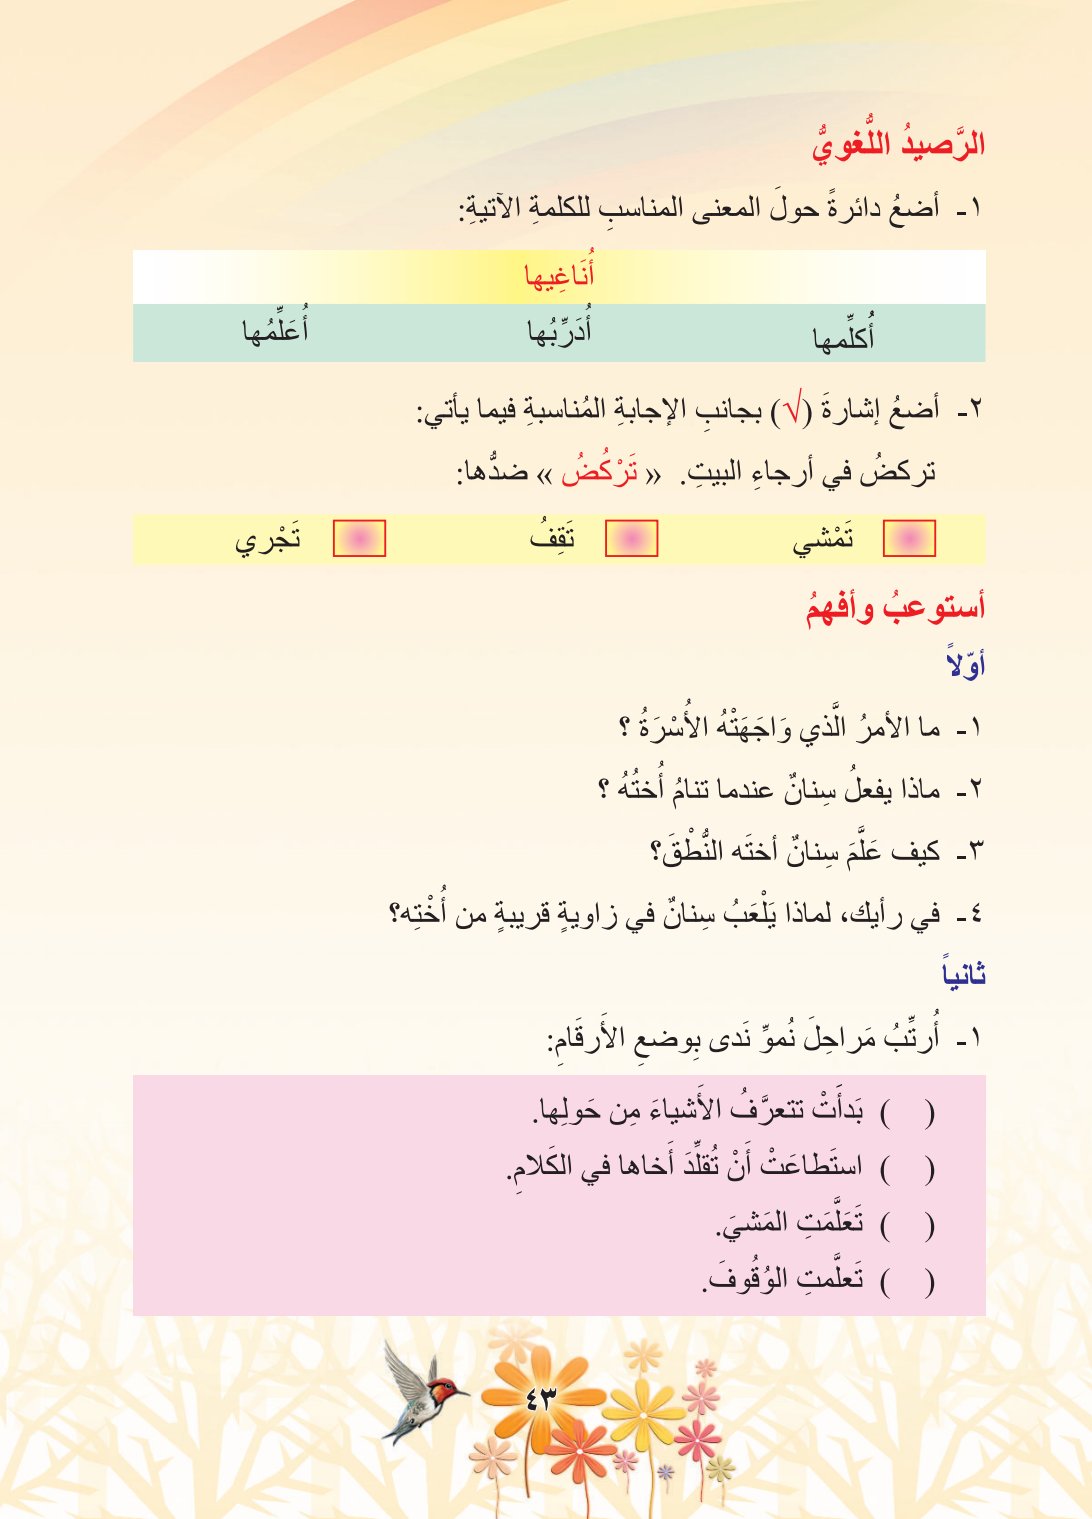 الرَّصيدُ اللُّغويُّ
١- أضعُ دائرةً حولَ المعنى المناسبِ للكلمةِ الآتيةِ:
أُنَاغِيها
أُكلِّمها أُدَرِّبُها أُعَلِّمُها
٢- أضعُ إشارةَ (√) بجانبِ الإجابةِ المُناسبةِ فيما يأتي:
تركضُ في أرجاءِ البيتِ. « تَرْكُضُ » ضدُّها:
تَمْشي تَقِفُ تَجْري
أستوعبُ وأفهمُ
أوّلاً
١- ما الأمرُ الَّذي وَاجَهَتْهُ الأُسْرَةُ ؟
٢- ماذا يفعلُ سِنانٌ عندما تنامُ أُختُهُ ؟
٣- كيف عَلَّمَ سِنانٌ أختَه النُّطْقَ؟
٤- في رأيك، لماذا يَلْعَبُ سِنانٌ في زاويةٍ قريبةٍ من أُخْتِه؟
ثانياً
١- أُرتِّبُ مَراحِلَ نُموِّ نَدى بِوضعِ الأَرقَامِ:
( ) بَدأَتْ تتعرَّفُ الأَشياءَ مِن حَولِها.
( ) استَطاعَتْ أَنْ تُقلِّدَ أَخاها في الكَلامِ.
( ) تَعَلَّمَتِ المَشيَ.
( ) تَعلَّمتِ الوُقُوفَ.
٤٣